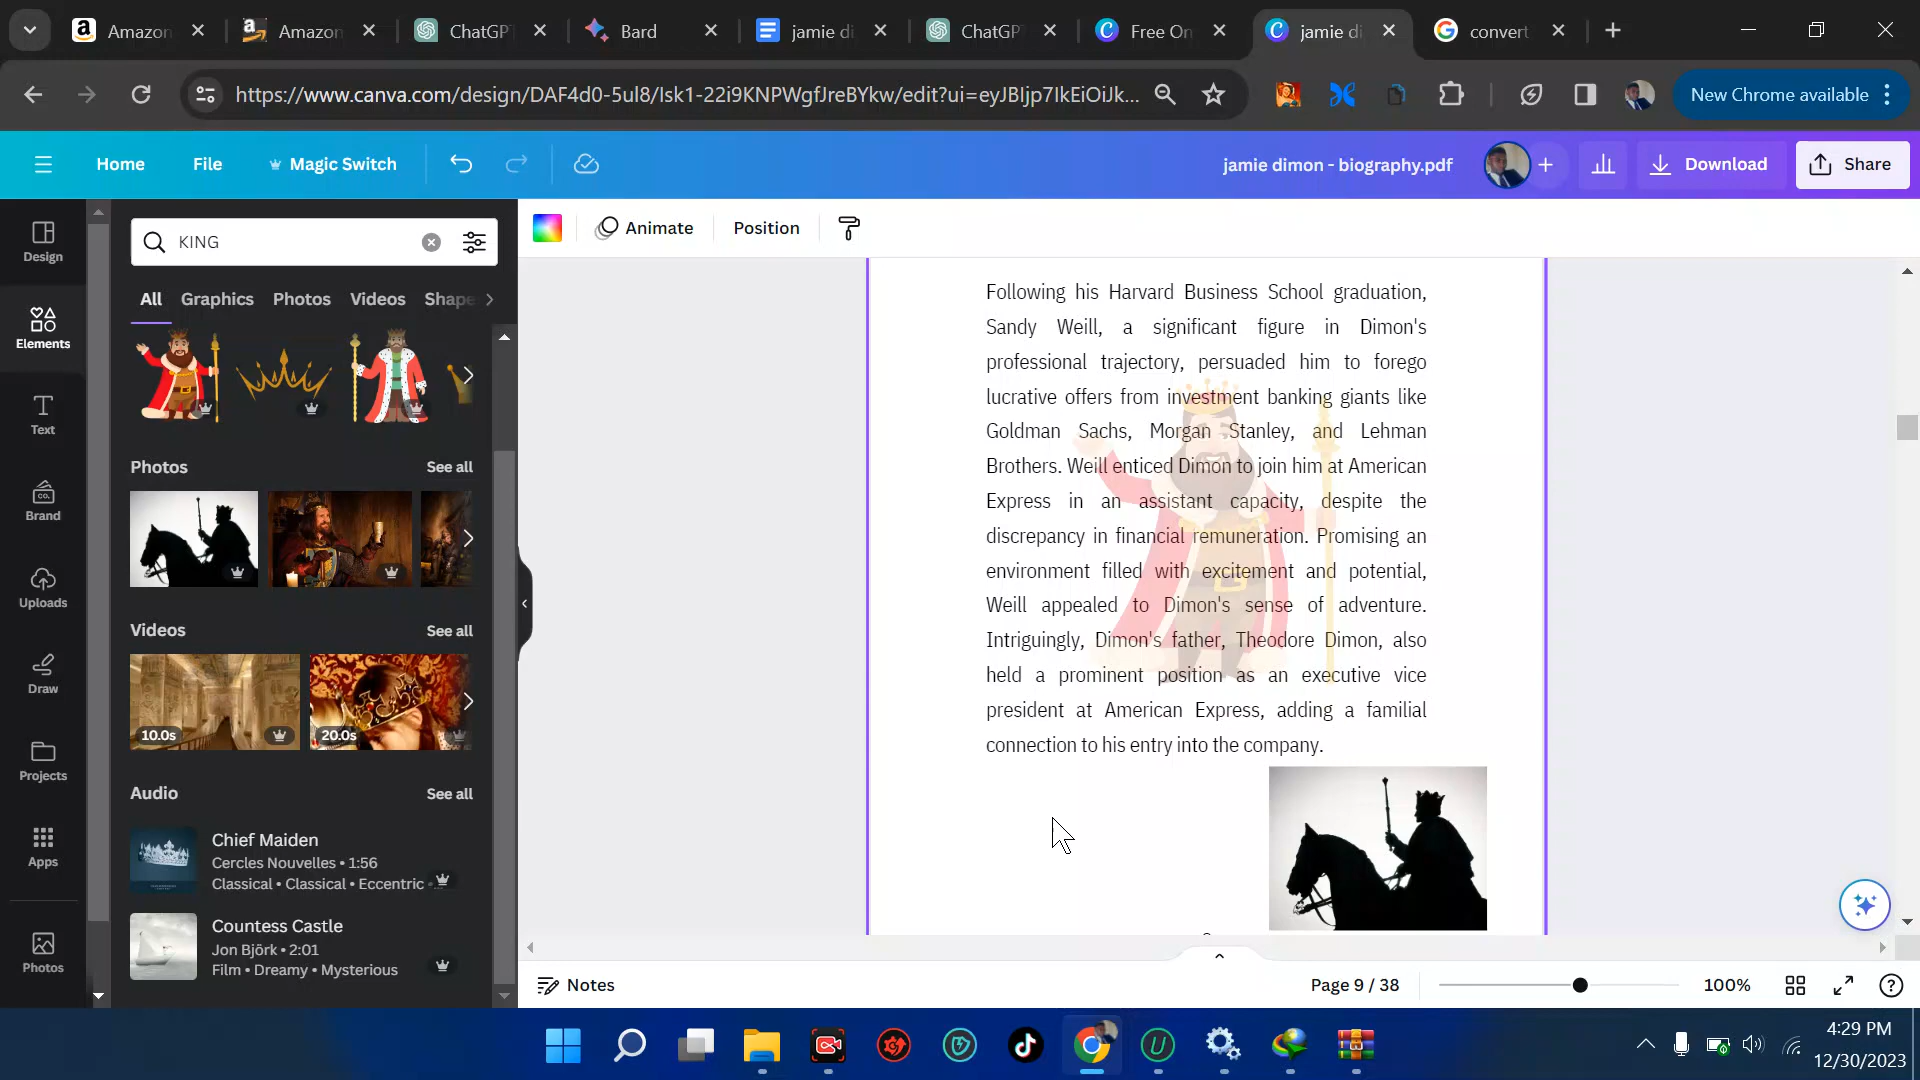 Amazon
Amazon
ChatGP
Bard
jamie di
ChatGP
Free On
jamie di
convert
https://www.canva.com/design/DAF4d0-5ul8/Isk1-22i9KNPWgfJreBYkw/edit?ui=eyJBIjp7IkEiOiJk...
New Chrome available
Home
File
Magic Switch
jamie dimon - biography.pdf
Download
Share
Design
Elements
Text
Brand
Uploads
Draw
Projects
Apps
Photos
KING
All
Graphics
Photos
Videos
Shape
Photos
See all
Videos
See all
10.0s
20.0s
Audio
See all
Chief Maiden
Cercles Nouvelles • 1:56
Classical • Classical • Eccentric •
Countess Castle
Jon Björk • 2:01
Film • Dreamy • Mysterious
Animate
Position
Following his Harvard Business School graduation,
Sandy Weill, a significant figure in Dimon's
professional trajectory, persuaded him to forego
lucrative offers from investment banking giants like
Goldman Sachs, Morgan Stanley, and Lehman
Brothers. Weill enticed Dimon to join him at American
Express in an assistant capacity, despite the
discrepancy in financial remuneration. Promising an
environment filled with excitement and potential,
Weill appealed to Dimon's sense of adventure.
Intriguingly, Dimon's father, Theodore Dimon, also
held a prominent position as an executive vice
president at American Express, adding a familial
connection to his entry into the company.
Notes
Page 9 / 38
100%
4:29 PM
12/30/2023